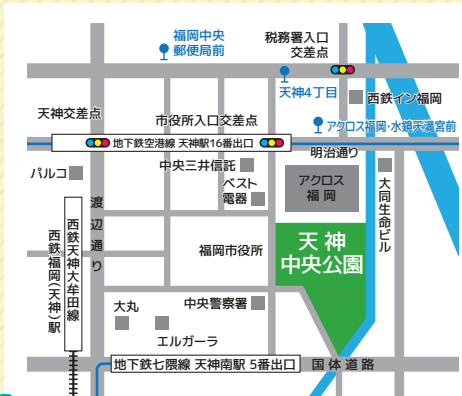 福岡中央
郵便局前
税務署入口
交差点
天神4丁目
西鉄イン福岡
天神交差点
市役所入口交差点
アクロス福岡・水鏡天満宮前
地下鉄空港線 天神駅16番出口
明治通り
パルコ
中央三井信託
ベスト
電器
アクロス
福岡
大同生命ビル
渡辺通り
西鉄天神大牟田線
西鉄福岡(天神)駅
福岡市役所
天神
中央公園
大丸
中央警察署
エルガーラ
地下鉄七隈線 天神南駅 5番出口
国体道路